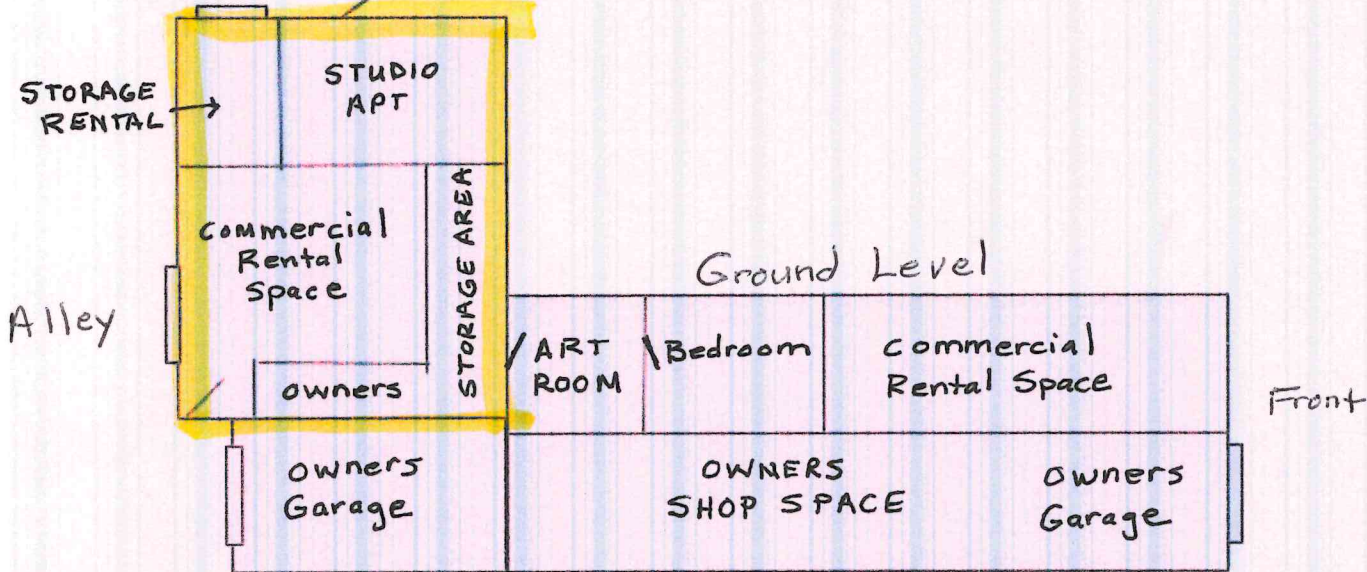 STORAGE
RENTAL
STUDIO
APT
Commercial
Rental
Space
STORAGE AREA
owners
Alley
Ground Level
ART
ROOM
Bedroom
Commercial
Rental Space
Front
owners
Garage
OWNERS
SHOP SPACE
owners
Garage